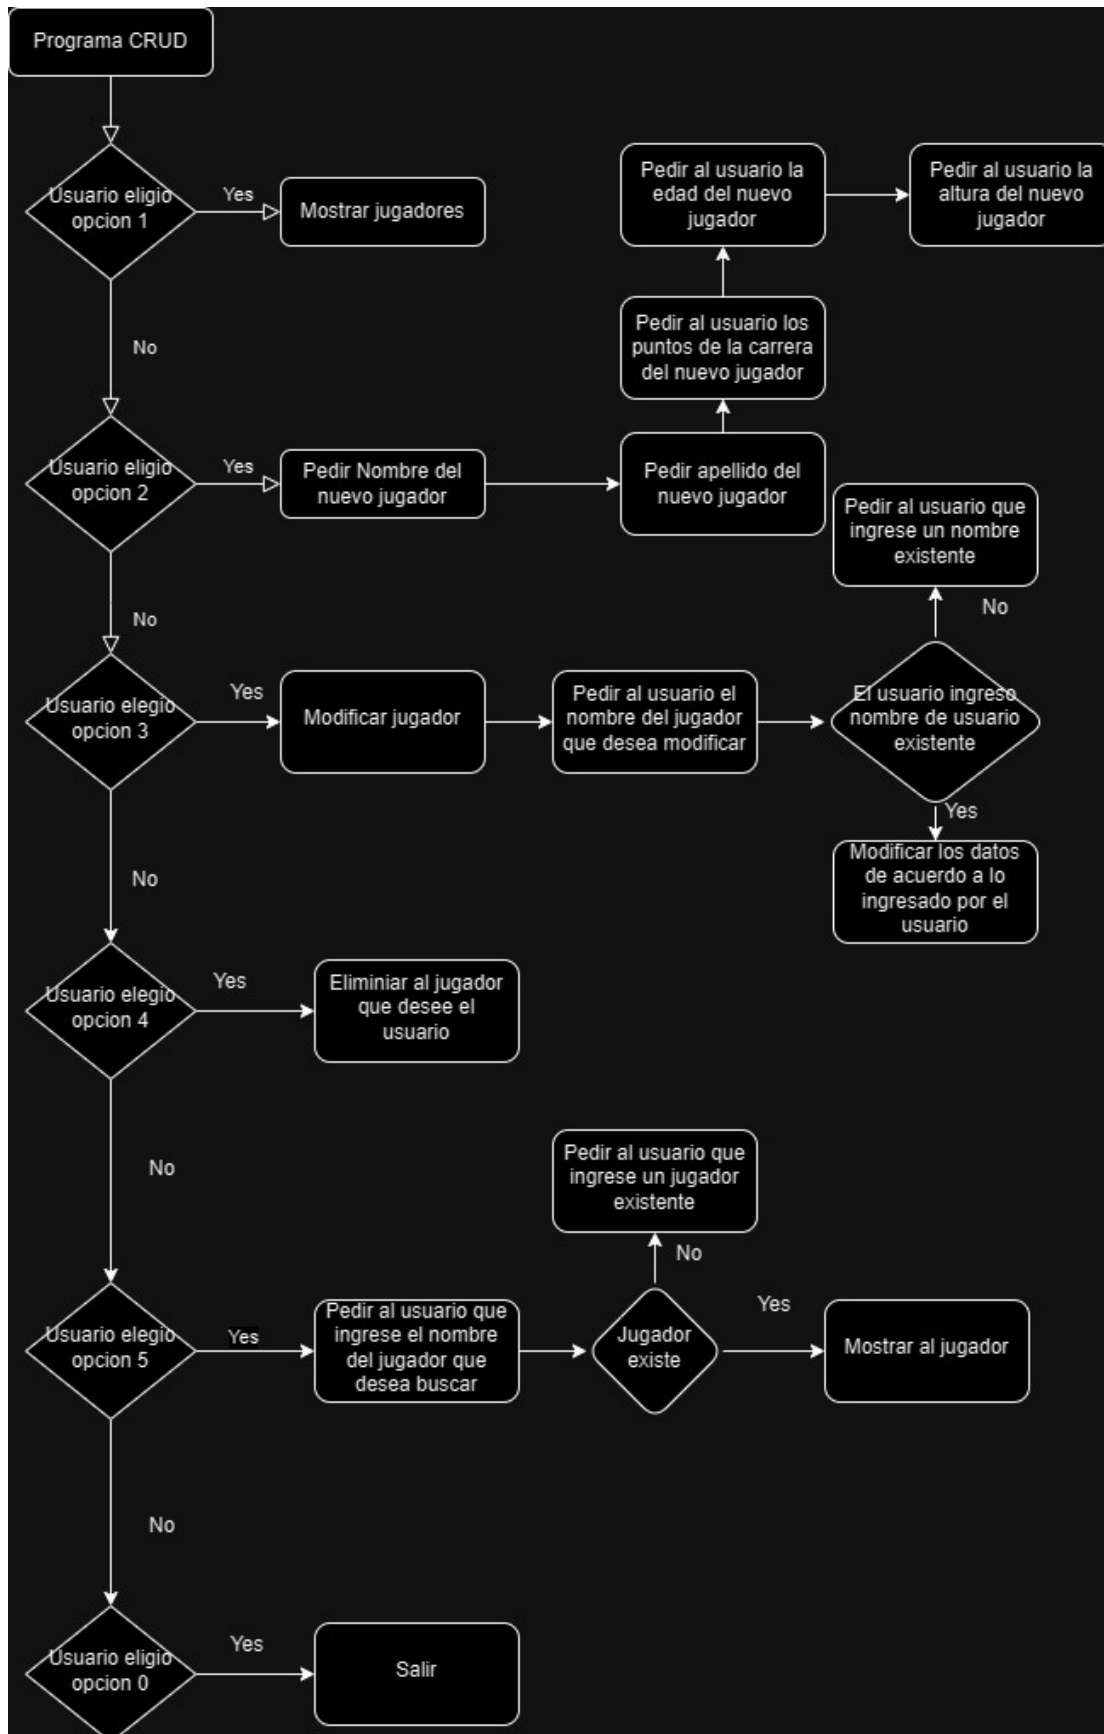 Programa CRUD
Usuario eligio
opcion 1
Yes
Mostrar jugadores
Pedir al usuario la
edad del nuevo
jugador
Pedir al usuario la
altura del nuevo
jugador
No
Pedir al usuario los
puntos de la carrera
del nuevo jugador
Usuario eligio
opcion 2
Yes
Pedir Nombre del
nuevo jugador
Pedir apellido del
nuevo jugador
Pedir al usuario que
ingrese un nombre
existente
No
No
Usuario elegio
opcion 3
Yes
Modificar jugador
Pedir al usuario el
nombre del jugador
que desea modificar
El usuario ingreso
nombre de usuario
existente
Yes
Modificar los datos
de acuerdo a lo
ingresado por el
usuario
No
Usuario elegio
opcion 4
Yes
Eliminiar al jugador
que desee el
usuario
No
Pedir al usuario que
ingrese un jugador
existente
No
Usuario elegio
opcion 5
Yes
Pedir al usuario que
ingrese el nombre
del jugador que
desea buscar
Jugador
existe
Yes
Mostrar al jugador
No
Usuario eligio
opcion 0
Yes
Salir